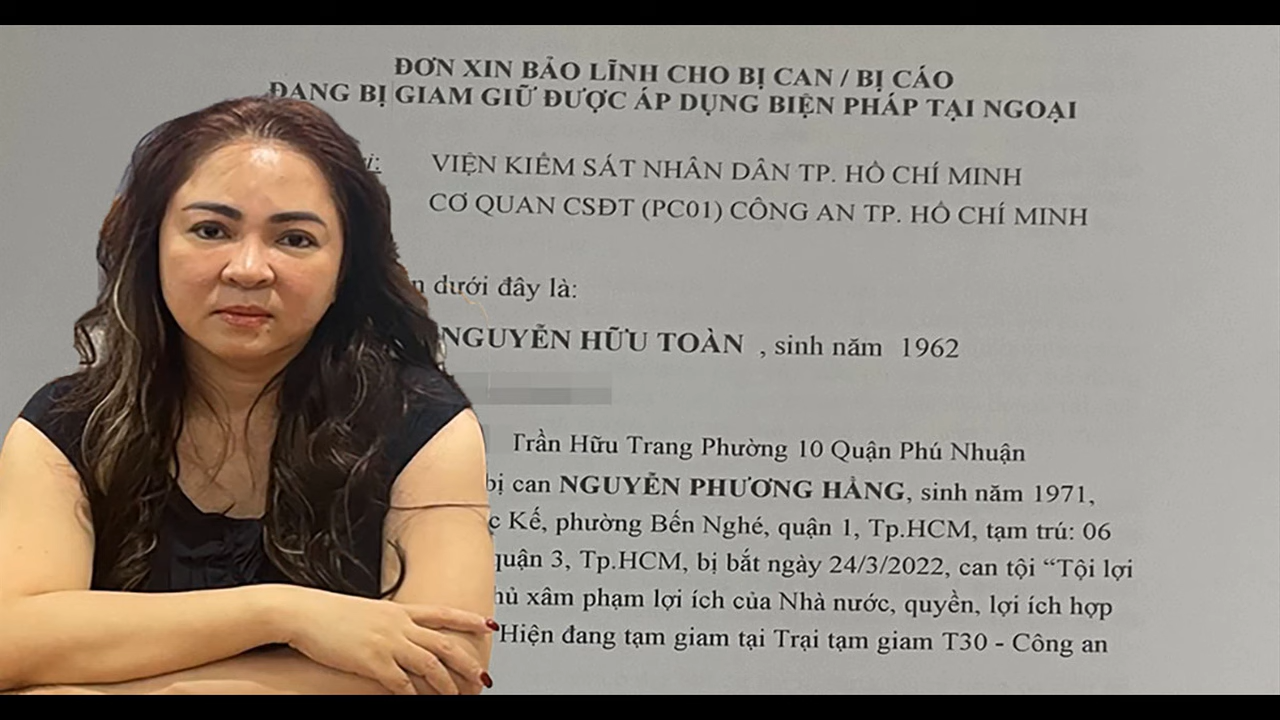 ĐƠN XIN BẢO LĨNH CHO BỊ CAN / BỊ CÁO
ĐANG BỊ GIAM GIỮ ĐƯỢC ÁP DỤNG BIỆN PHÁP TẠI NGOẠI
VIỆN KIỂM SÁT NHÂN DÂN TP. HỒ CHÍ MINH
CƠ QUAN CSĐT (PC01) CÔNG AN TP. HỒ CHÍ MINH
dưới đây là:
NGUYỄN HỮU TOÀN , sinh năm 1962
Trần Hữu Trang Phường 10 Quận Phú Nhuận
bị can NGUYỄN PHƯƠNG HẰNG, sinh năm 1971,
Kế, phường Bến Nghé, quận 1, Tp.HCM, tạm trú: 06
quận 3, Tp.HCM, bị bắt ngày 24/3/2022, can tội “Tội lợi
xâm phạm lợi ích của Nhà nước, quyền, lợi ích hợp
Hiện đang tạm giam tại Trại tạm giam T30 - Công an